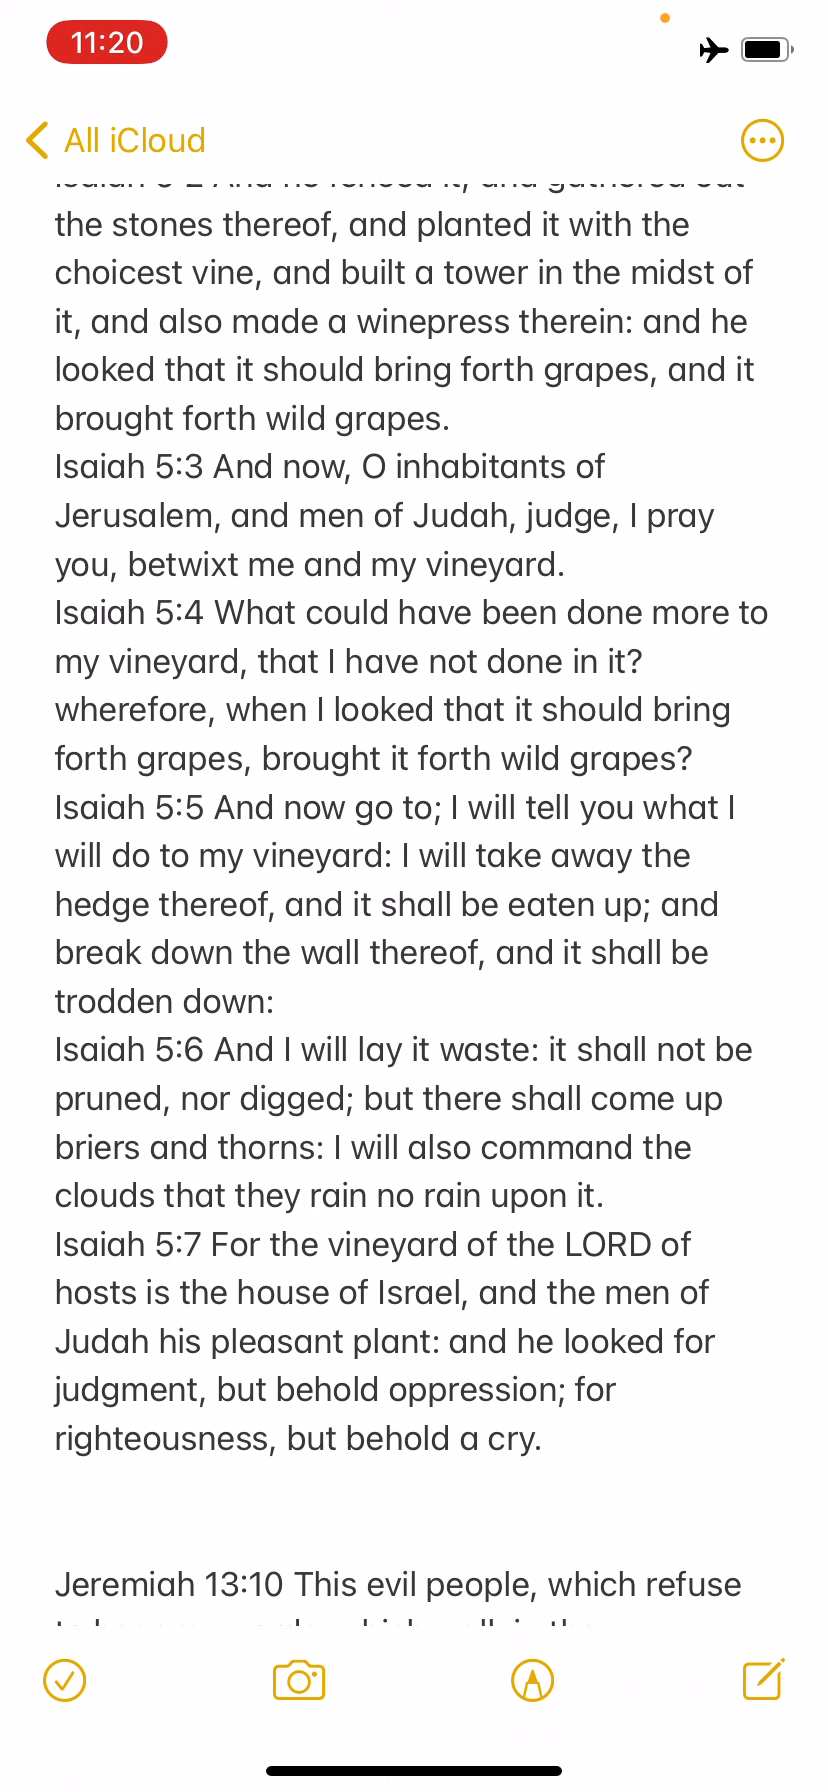 11:20
All iCloud
the stones thereof, and planted it with the
choicest vine, and built a tower in the midst of
it, and also made a winepress therein: and he
looked that it should bring forth grapes, and it
brought forth wild grapes.
Isaiah 5:3 And now, O inhabitants of
Jerusalem, and men of Judah, judge, I pray
you, betwixt me and my vineyard.
Isaiah 5:4 What could have been done more to
my vineyard, that I have not done in it?
wherefore, when I looked that it should bring
forth grapes, brought it forth wild grapes?
Isaiah 5:5 And now go to; I will tell you what I
will do to my vineyard: I will take away the
hedge thereof, and it shall be eaten up; and
break down the wall thereof, and it shall be
trodden down:
Isaiah 5:6 And I will lay it waste: it shall not be
pruned, nor digged; but there shall come up
briers and thorns: I will also command the
clouds that they rain no rain upon it.
Isaiah 5:7 For the vineyard of the LORD of
hosts is the house of Israel, and the men of
Judah his pleasant plant: and he looked for
judgment, but behold oppression; for
righteousness, but behold a cry.
Jeremiah 13:10 This evil people, which refuse